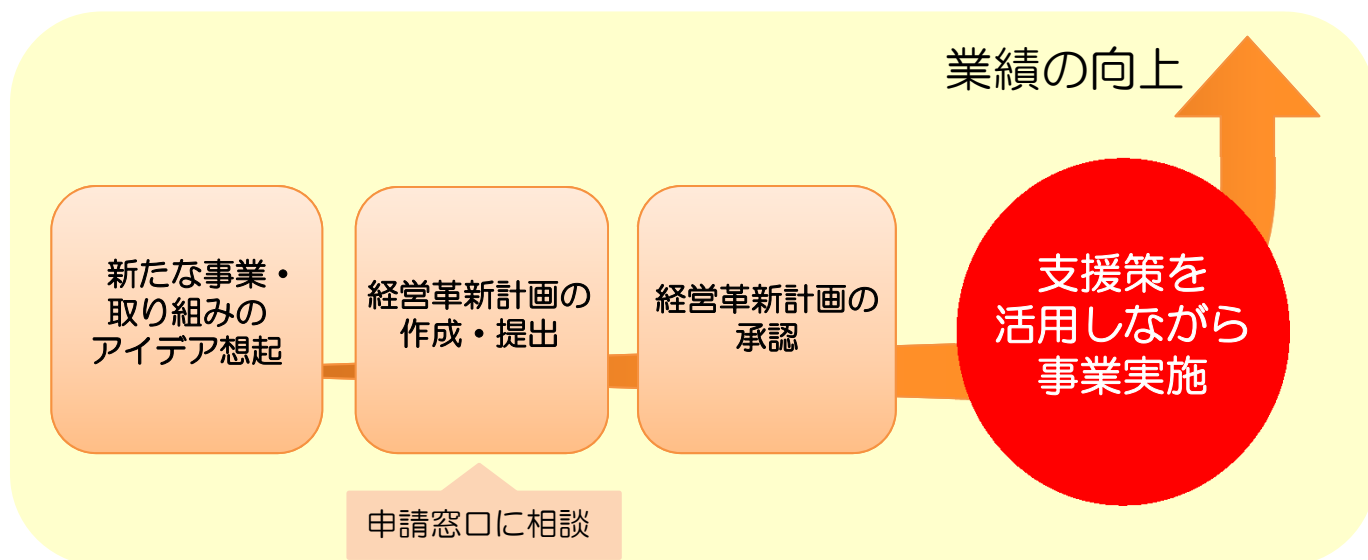 業績の向上
新たな事業・
取り組みの
アイデア想起
経営革新計画の
作成・提出
経営革新計画の
承認
支援策を
活用しながら
事業実施
申請窓口に相談